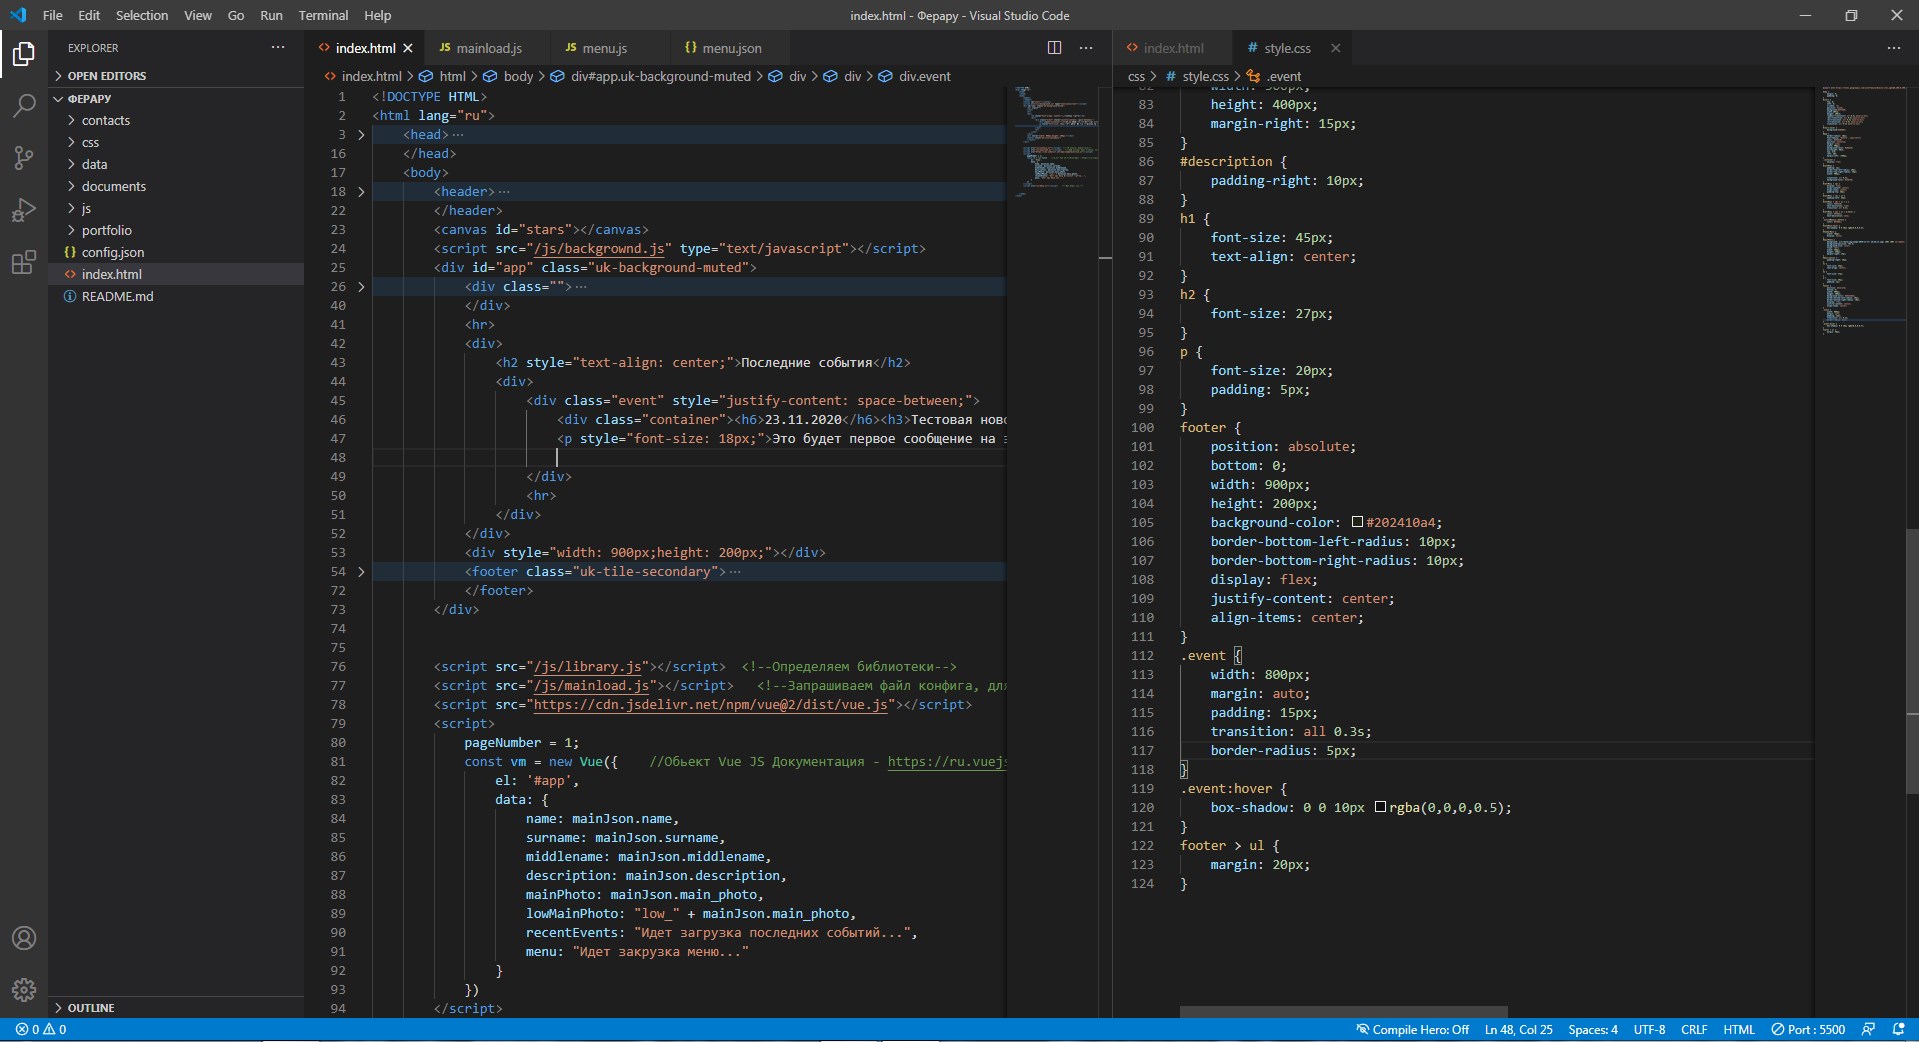 File Edit Selection View Go Run Terminal Help
index.html - Ферару - Visual Studio Code
EXPLORER
OPEN EDITORS
ФЕРАРУ
contacts
css
data
documents
js
portfolio
{} config.json
<> index.html
README.md
OUTLINE
<> index.html JS mainload.js JS menu.js {} menu.json
<> index.html > html > body > div#app.uk-background-muted > div > div > div.event
1 <!DOCTYPE HTML>
2 <html lang="ru">
3 <head>...
16 </head>
17 <body>
18 <header>...
22 </header>
23 <canvas id="stars"></canvas>
24 <script src="/js/backgrownd.js" type="text/javascript"></script>
25 <div id="app" class="uk-background-muted">
26 <div class="">...
40 </div>
41 <hr>
42 <div>
43 <h2 style="text-align: center;">Последние события</h2>
44 <div>
45 <div class="event" style="justify-content: space-between;">
46 <div class="container"><h6>23.11.2020</h6><h3>Тестовая ново
47 <p style="font-size: 18px;">Это будет первое сообщение на э
48
49 </div>
50 <hr>
51 </div>
52 </div>
53 <div style="width: 900px;height: 200px;"></div>
54 <footer class="uk-tile-secondary">...
72 </footer>
73 </div>
74
75
76 <script src="/js/library.js"></script> <!--Определяем библиотеки-->
77 <script src="/js/mainload.js"></script> <!--Запрашиваем файл конфига, для
78 <script src="https://cdn.jsdelivr.net/npm/vue@2/dist/vue.js"></script>
79 <script>
80 pageNumber = 1;
81 const vm = new Vue({ //Обьект Vue JS Документация - https://ru.vuejs
82 el: '#app',
83 data: {
84 name: mainJson.name,
85 surname: mainJson.surname,
86 middlename: mainJson.middlename,
87 description: mainJson.description,
88 mainPhoto: mainJson.main_photo,
89 lowMainPhoto: "low_" + mainJson.main_photo,
90 recentEvents: "Идет загрузка последних событий...",
91 menu: "Идет закрузка меню..."
92 }
93 })
94 </script>
<> index.html # style.css
css > # style.css > .event
83 height: 400px;
84 margin-right: 15px;
85 }
86 #description {
87 padding-right: 10px;
88 }
89 h1 {
90 font-size: 45px;
91 text-align: center;
92 }
93 h2 {
94 font-size: 27px;
95 }
96 p {
97 font-size: 20px;
98 padding: 5px;
99 }
100 footer {
101 position: absolute;
102 bottom: 0;
103 width: 900px;
104 height: 200px;
105 background-color: #202410a4;
106 border-bottom-left-radius: 10px;
107 border-bottom-right-radius: 10px;
108 display: flex;
109 justify-content: center;
110 align-items: center;
111 }
112 .event {
113 width: 800px;
114 margin: auto;
115 padding: 15px;
116 transition: all 0.3s;
117 border-radius: 5px;
118 }
119 .event:hover {
120 box-shadow: 0 0 10px rgba(0,0,0,0.5);
121 }
122 footer > ul {
123 margin: 20px;
124 }
0 0 Compile Hero: Off Ln 48, Col 25 Spaces: 4 UTF-8 CRLF HTML Port : 5500